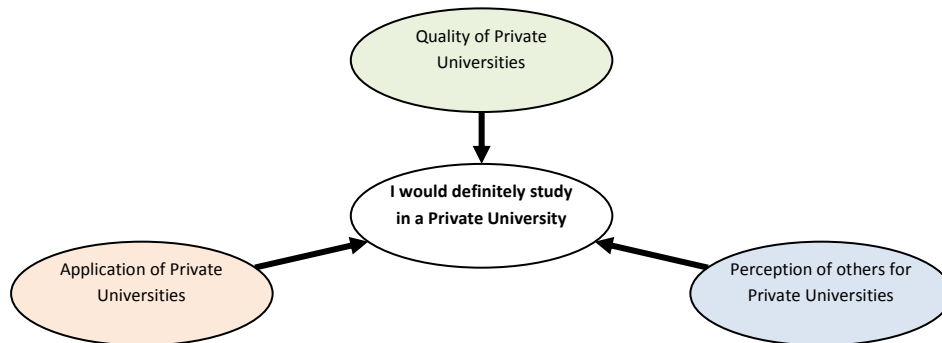 Quality of Private
Universities
I would definitely study
in a Private University
Application of Private
Universities
Perception of others for
Private Universities